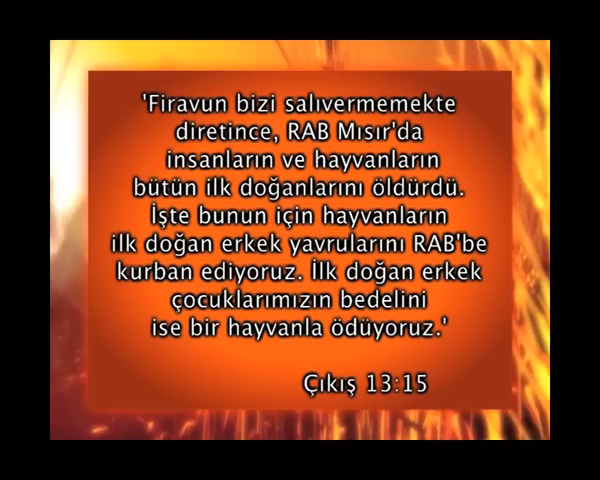 'Firavun bizi salıvermemekte
diretince, RAB Mısır'da
insanların ve hayvanların
bütün ilk doğanlarını öldürdü.
İşte bunun için hayvanların
ilk doğan erkek yavrularını RAB'be
kurban ediyoruz. İlk doğan erkek
çocuklarımızın bedelini
ise bir hayvanla ödüyoruz.'
Çıkış 13:15